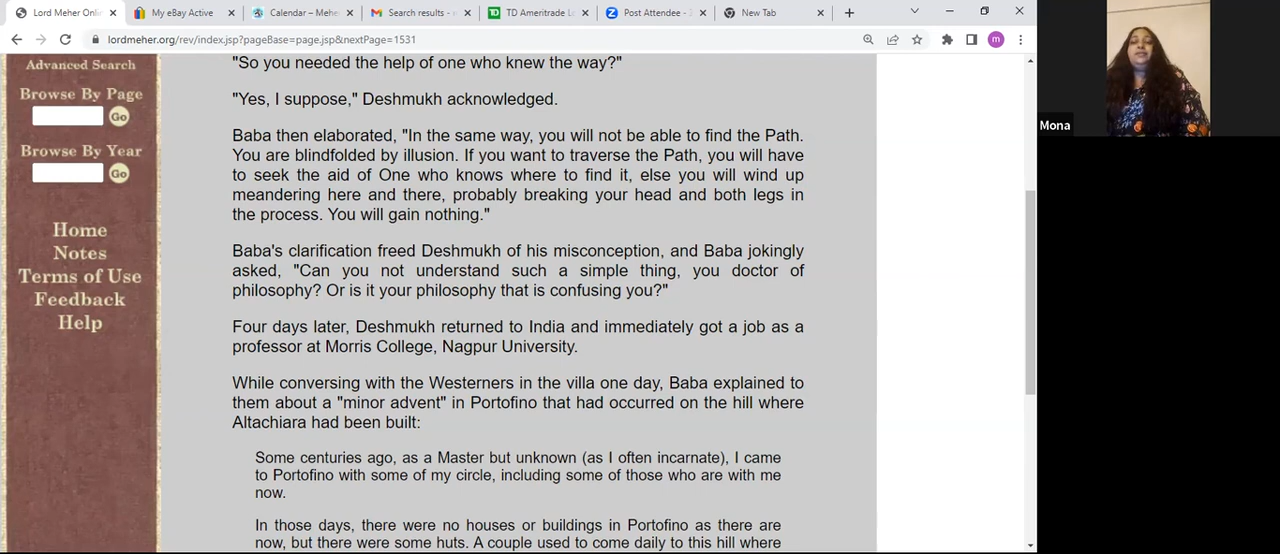 Lord Meher Onli
My eBay Active
Calendar – Mehe
Search results -
TD Ameritrade Lo
Post Attendee -
New Tab
lordmeher.org/rev/index.jsp?pageBase=page.jsp&nextPage=1531
m
Advanced Search
Browse By Page
Go
Browse By Year
Go
Home
Notes
Terms of Use
Feedback
Help
"So you needed the help of one who knew the way?"
"Yes, I suppose," Deshmukh acknowledged.
Baba then elaborated, "In the same way, you will not be able to find the Path.
You are blindfolded by illusion. If you want to traverse the Path, you will have
to seek the aid of One who knows where to find it, else you will wind up
meandering here and there, probably breaking your head and both legs in
the process. You will gain nothing."
Baba's clarification freed Deshmukh of his misconception, and Baba jokingly
asked, "Can you not understand such a simple thing, you doctor of
philosophy? Or is it your philosophy that is confusing you?"
Four days later, Deshmukh returned to India and immediately got a job as a
professor at Morris College, Nagpur University.
While conversing with the Westerners in the villa one day, Baba explained to
them about a "minor advent" in Portofino that had occurred on the hill where
Altachiara had been built:
Some centuries ago, as a Master but unknown (as I often incarnate), I came
to Portofino with some of my circle, including some of those who are with me
now.
In those days, there were no houses or buildings in Portofino as there are
now, but there were some huts. A couple used to come daily to this hill where
Mona